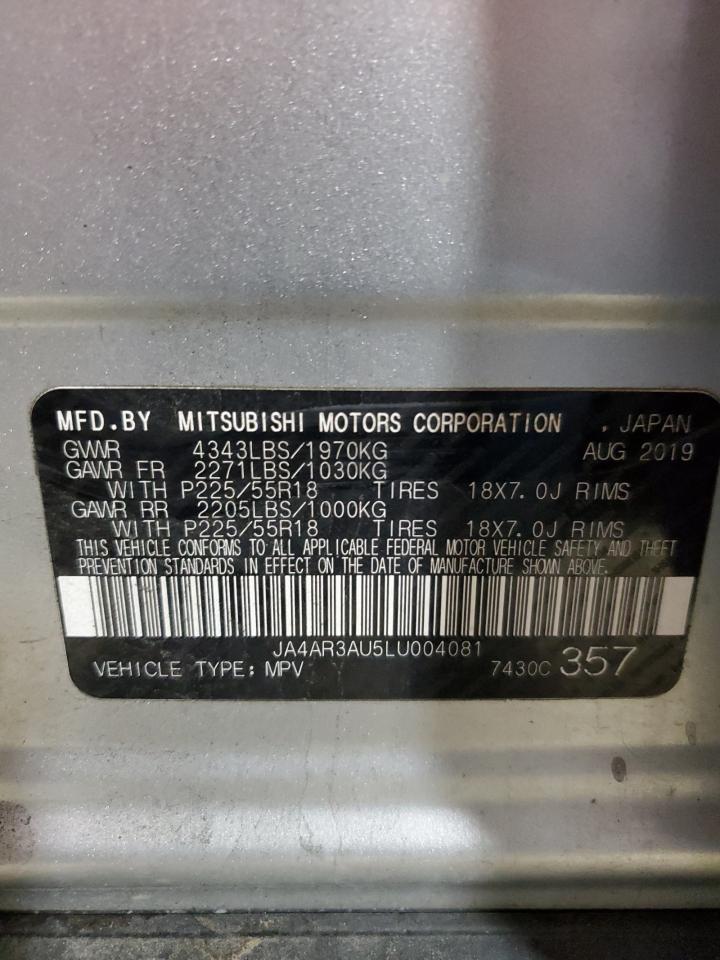 MFD.BY MITSUBISHI MOTORS CORPORATION , JAPAN
GVWR 4343LBS/1970KG AUG 2019
GAWR FR 2271LBS/1030KG
WITH P225/55R18 TIRES 18X7.0J RIMS
GAWR RR 2205LBS/1000KG
WITH P225/55R18 TIRES 18X7.0J RIMS
THIS VEHICLE CONFORMS TO ALL APPLICABLE FEDERAL MOTOR VEHICLE SAFETY AND THEFT
PREVENTION STANDARDS IN EFFECT ON THE DATE OF MANUFACTURE SHOWN ABOVE.
JA4AR3AU5LU004081
VEHICLE TYPE: MPV 7430C 357